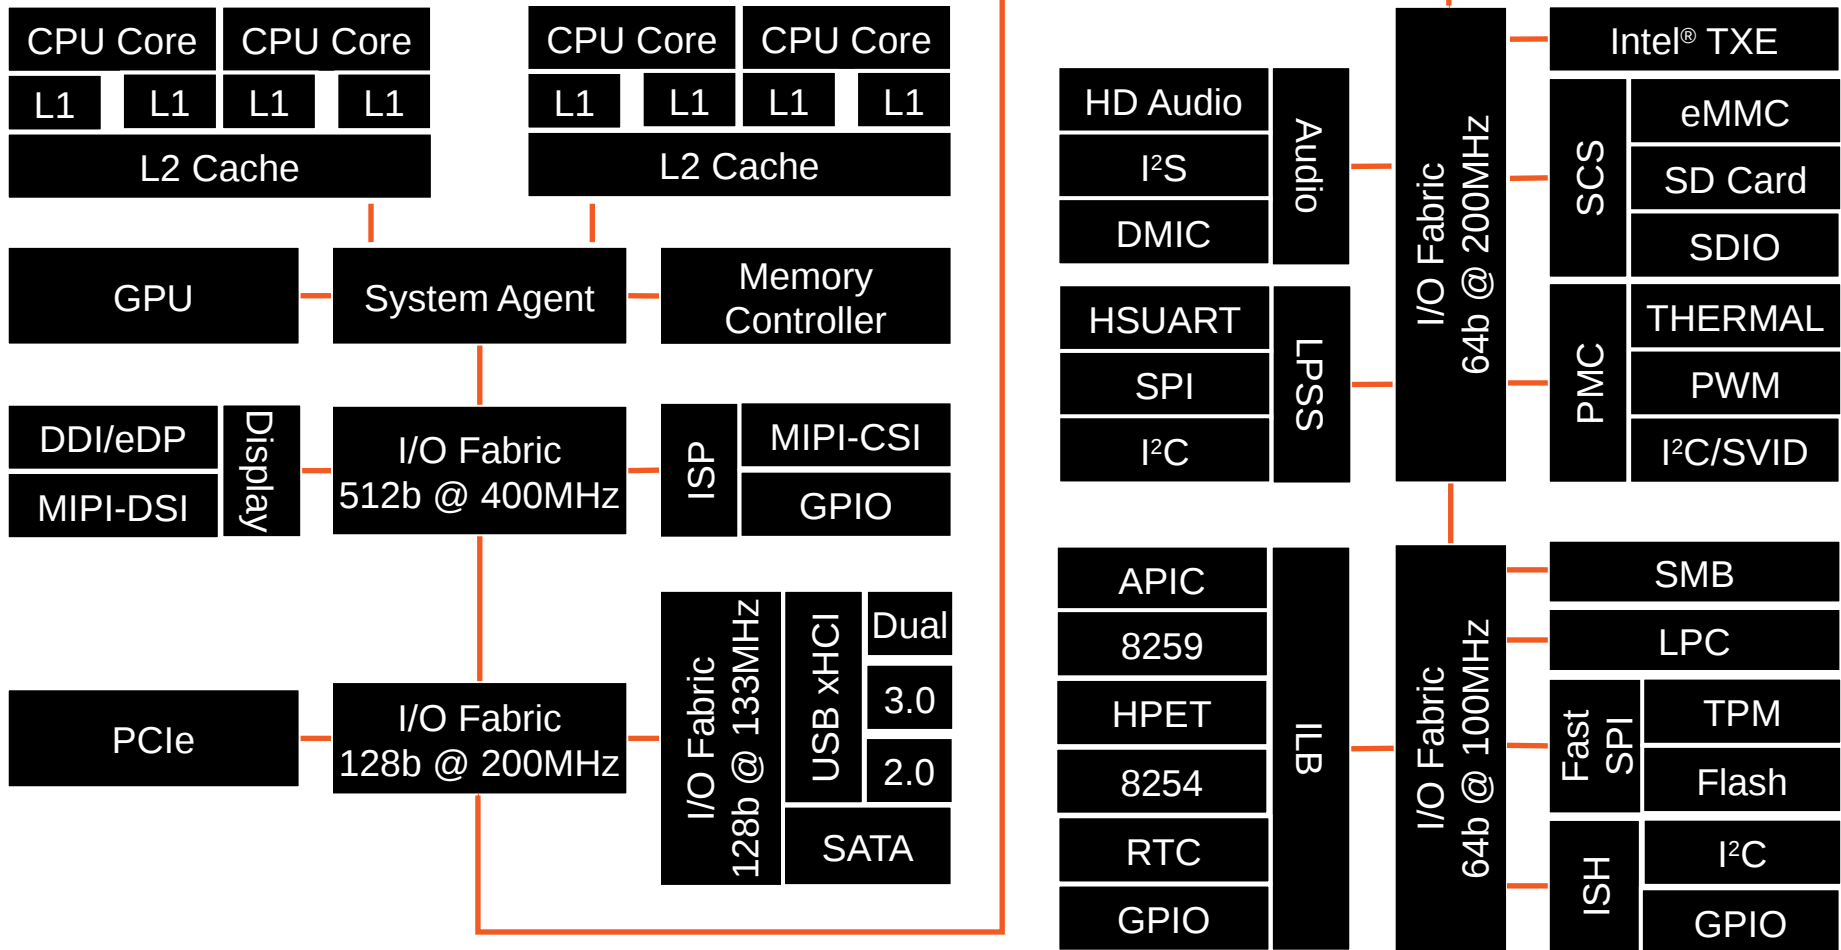 CPU Core
CPU Core
L1
L1
L1
L1
L2 Cache
CPU Core
CPU Core
L1
L1
L1
L1
L2 Cache
GPU
System Agent
Memory
Controller
DDI/eDP
MIPI-DSI
Display
I/O Fabric
512b @ 400MHz
ISP
MIPI-CSI
GPIO
PCIe
I/O Fabric
128b @ 200MHz
I/O Fabric
128b @ 133MHz
USB xHCI
Dual
3.0
2.0
SATA
HD Audio
I²S
DMIC
Audio
HSUART
SPI
I²C
LPSS
I/O Fabric
64b @ 200MHz
Intel® TXE
SCS
eMMC
SD Card
SDIO
PMC
THERMAL
PWM
I²C/SVID
APIC
8259
HPET
8254
RTC
GPIO
ILB
I/O Fabric
64b @ 100MHz
SMB
LPC
Fast
SPI
TPM
Flash
ISH
I²C
GPIO